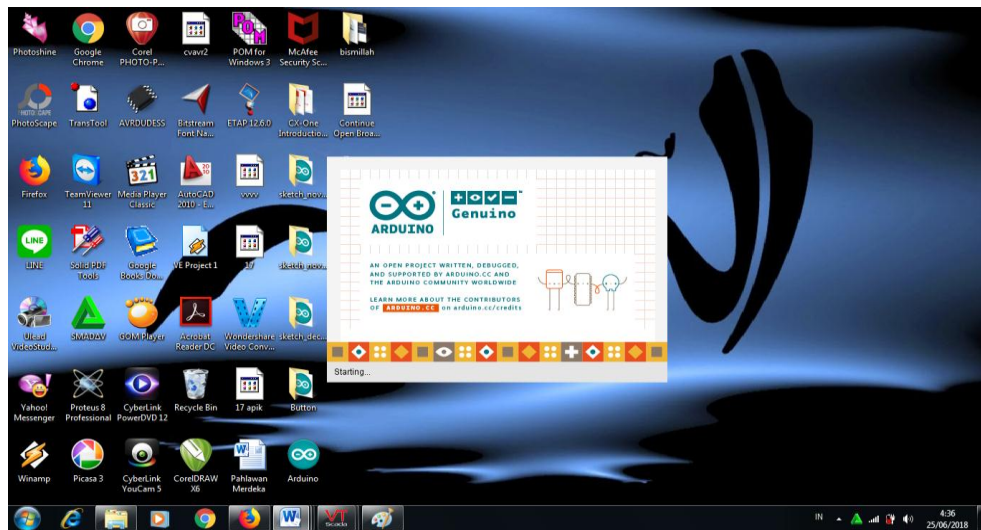 Photoshine
Google
Chrome
Corel
PHOTO-P...
cvavr2
POM for
Windows 3
McAfee
Security Sc...
bismillah
PhotoScape
TransTool
AVRDUDESS
Bitstream
Font Na...
ETAP 12.6.0
CX-One
Introductio...
Continue
Open Broa...
Firefox
TeamViewer
11
Media Player
Classic
AutoCAD
2010 - E...
vvvv
sketch_nov...
LINE
Solid PDF
Tools
Google
Books Do...
VE Project 1
17
sketch_nov...
Ulead
VideoStud...
SMADAV
GOM Player
Acrobat
Reader DC
Wondershare
Video Conv...
sketch_dec...
Yahoo!
Messenger
Proteus 8
Professional
CyberLink
PowerDVD 12
Recycle Bin
17 apik
Button
Winamp
Picasa 3
CyberLink
YouCam 5
CorelDRAW
X6
Pahlawan
Merdeka
Arduino
ARDUINO
Genuino
AN OPEN PROJECT WRITTEN, DEBUGGED,
AND SUPPORTED BY ARDUINO.CC AND
THE ARDUINO COMMUNITY WORLDWIDE
LEARN MORE ABOUT THE CONTRIBUTORS
OF ARDUINO.CC on arduino.cc/credits
Starting...
VT
Scada
IN
4:36
25/06/2018